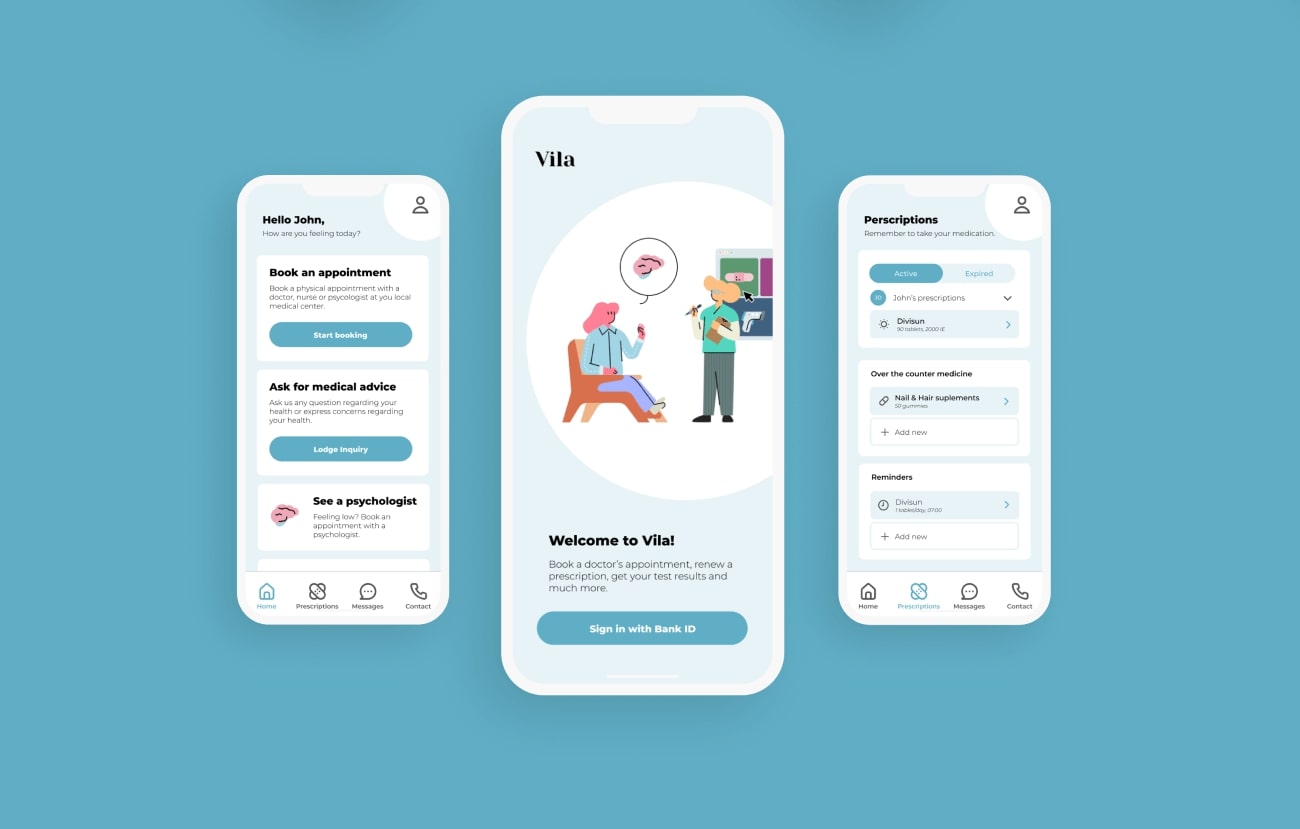 Hello John,
How are you feeling today?
Book an appointment
Book a physical appointment with a
doctor, nurse or psycologist at you local
medical center.
Start booking
Ask for medical advice
Ask us any question regarding your
health or express concerns regarding
your health.
Lodge Inquiry
See a psychologist
Feeling low? Book an
appointment with a
psychologist.
Home
Prescriptions
Messages
Contact
Vila
Welcome to Vila!
Book a doctor's appointment, renew a
prescription, get your test results and
much more.
Sign in with Bank ID
Perscriptions
Remember to take your medication.
Active
Expired
JD
John's prescriptions
Divisun
90 tablets, 2000 IE
Over the counter medicine
Nail & Hair suplements
50 gummies
Add new
Reminders
Divisun
1 tablet/day, 07:00
Add new
Home
Prescriptions
Messages
Contact